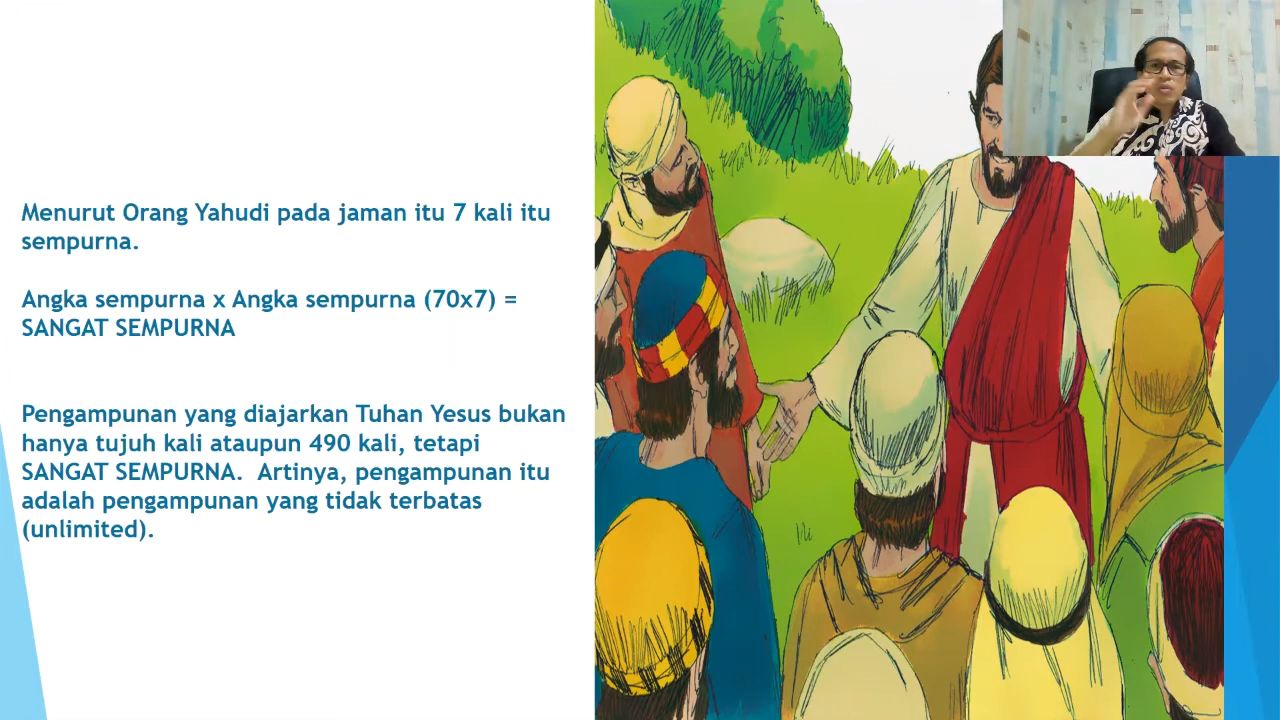 Menurut Orang Yahudi pada jaman itu 7 kali itu
sempurna.
Angka sempurna x Angka sempurna (70x7) =
SANGAT SEMPURNA
Pengampunan yang diajarkan Tuhan Yesus bukan
hanya tujuh kali ataupun 490 kali, tetapi
SANGAT SEMPURNA.  Artinya, pengampunan itu
adalah pengampunan yang tidak terbatas
(unlimited).